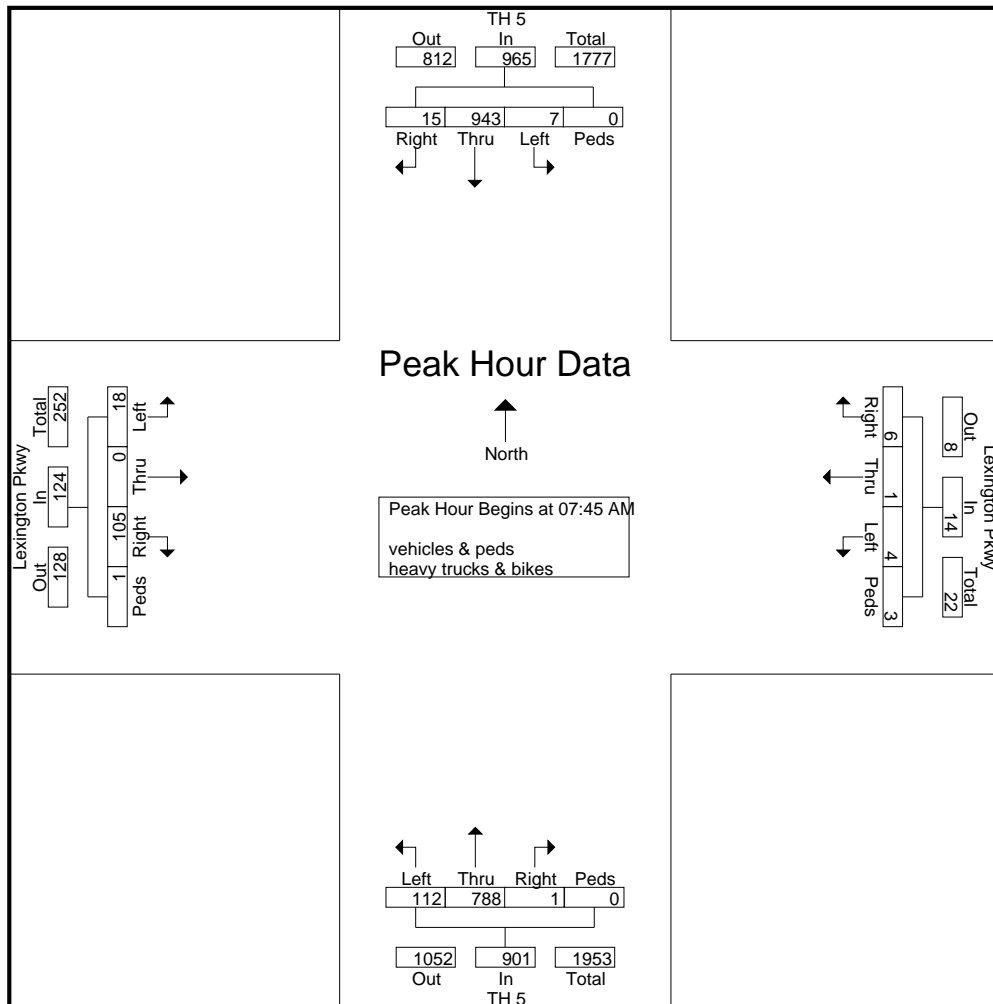 TH 5
Out In Total
812 965 1777
15 943 7 0
Right Thru Left Peds
Peak Hour Data
North
Peak Hour Begins at 07:45 AM
vehicles & peds
heavy trucks & bikes
Lexington Pkwy
Total In Out
252 124 128
18 0 105 1
Left Thru Right Peds
Right Thru Left Peds
6 1 4 3
Out In Total
8 14 22
Lexington Pkwy
Left Thru Right Peds
112 788 1 0
1052 901 1953
Out In Total
TH 5